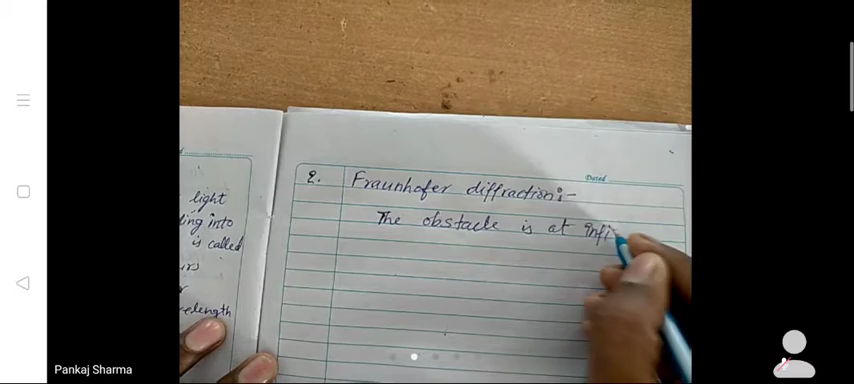 light
ing into
is called
elength
Dated
2. Fraunhofer diffraction:-
The obstacle is at infi
Pankaj Sharma